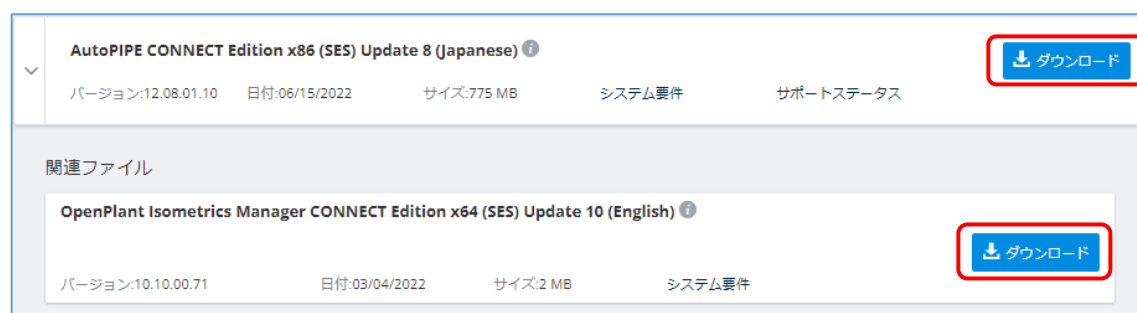 AutoPIPE CONNECT Edition x86 (SES) Update 8 (Japanese)
ダウンロード
バージョン:12.08.01.10 日付:06/15/2022 サイズ:775 MB システム要件 サポートステータス
関連ファイル
OpenPlant Isometrics Manager CONNECT Edition x64 (SES) Update 10 (English)
ダウンロード
バージョン:10.10.00.71 日付:03/04/2022 サイズ:2 MB システム要件